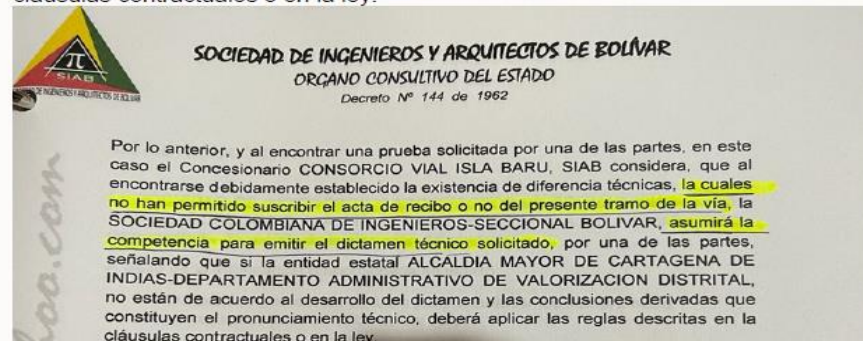 SOCIEDAD DE INGENIEROS Y ARQUITECTOS DE BOLÍVAR
ORGANO CONSULTIVO DEL ESTADO
Decreto Nº 144 de 1962
π
SIAB
Por lo anterior, y al encontrar una prueba solicitada por una de las partes, en este
caso el Concesionario CONSORCIO VIAL ISLA BARU, SIAB considera, que al
encontrarse debidamente establecido la existencia de diferencia técnicas, la cuales
no han permitido suscribir el acta de recibo o no del presente tramo de la vía, la
SOCIEDAD COLOMBIANA DE INGENIEROS-SECCIONAL BOLIVAR, asumirá la
competencia para emitir el dictamen técnico solicitado, por una de las partes,
señalando que si la entidad estatal ALCALDIA MAYOR DE CARTAGENA DE
INDIAS-DEPARTAMENTO ADMINISTRATIVO DE VALORIZACION DISTRITAL,
no están de acuerdo al desarrollo del dictamen y las conclusiones derivadas que
constituyen el pronunciamiento técnico, deberá aplicar las reglas descritas en la
cláusulas contractuales o en la ley.